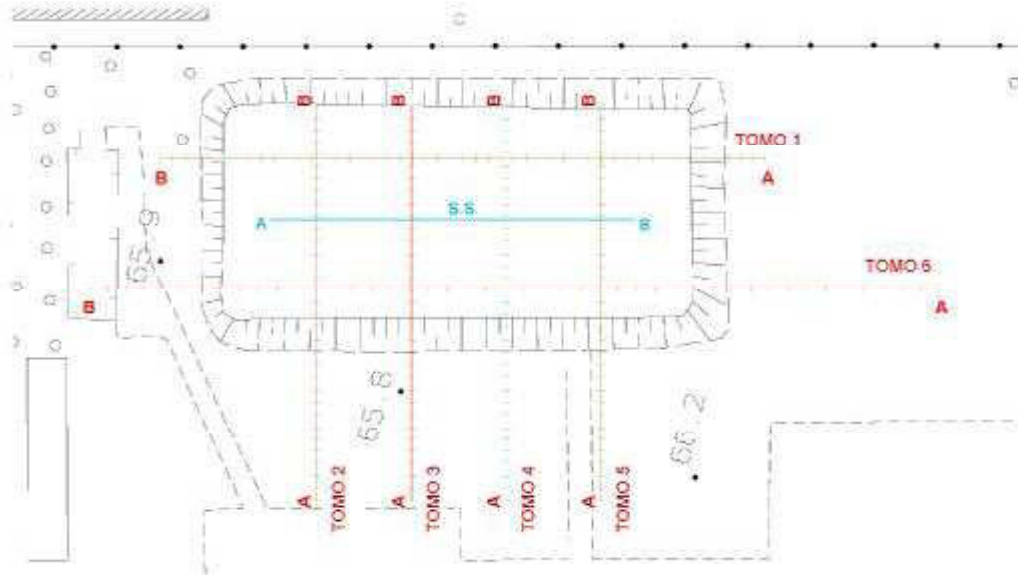 B B B B
TOMO 1
B A
S.S.
A B
65.9
TOMO 6
B A
65.8
66.2
A TOMO 2 A TOMO 3 A TOMO 4 A TOMO 5